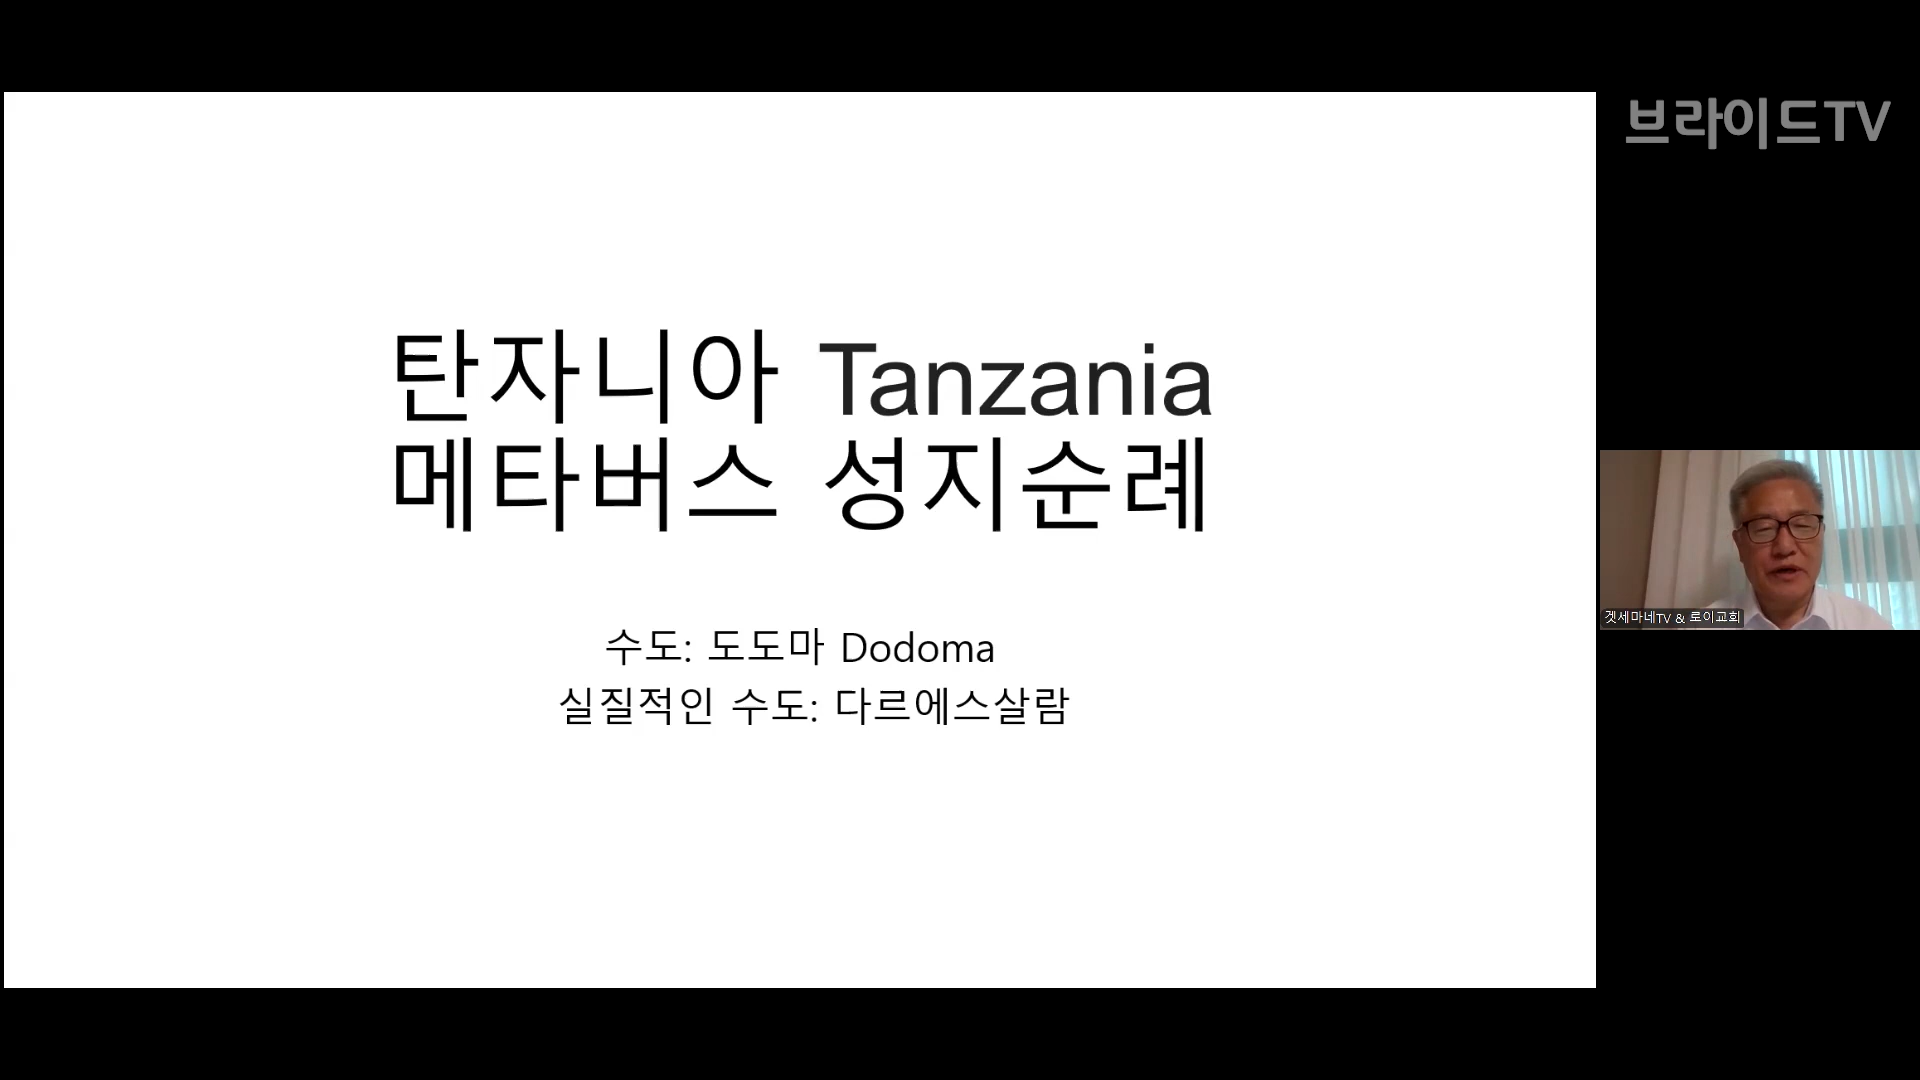 브라이드TV
탄자니아 Tanzania
메타버스 성지순례
수도: 도도마 Dodoma
실질적인 수도: 다르에스살람
겟세마네TV & 로이교회